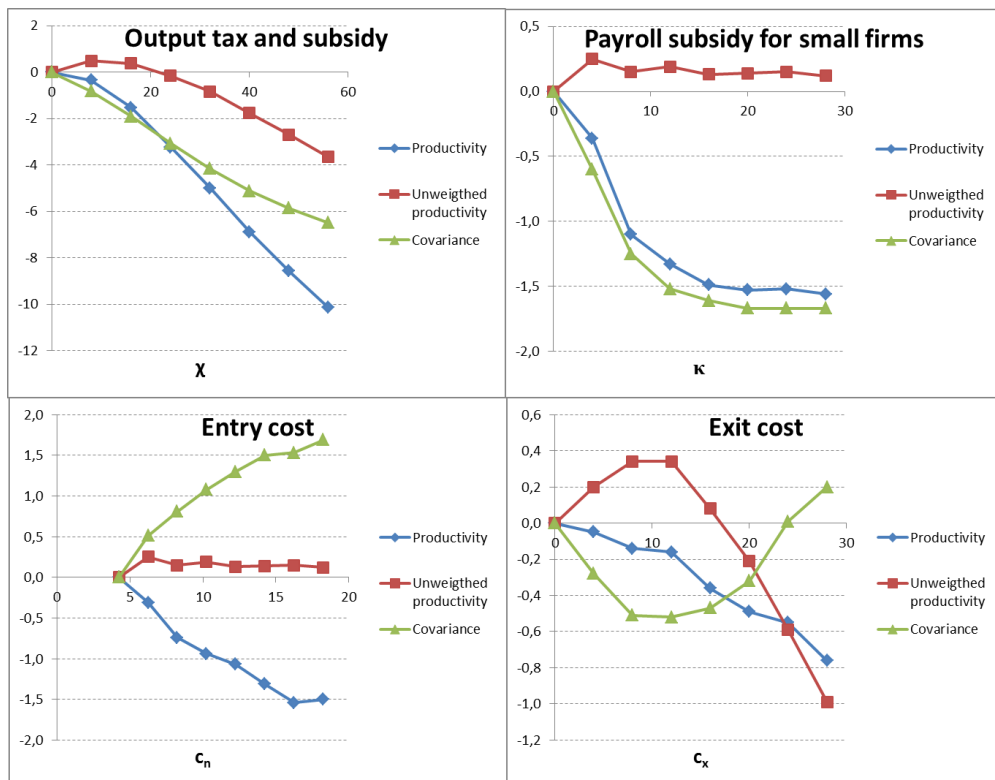 Output tax and subsidy
2
0
-2
-4
-6
-8
-10
-12
0
20
40
60
Productivity
Unweigthed
productivity
Covariance
χ
Payroll subsidy for small firms
0,5
0,0
-0,5
-1,0
-1,5
-2,0
0
10
20
30
Productivity
Unweigthed
productivity
Covariance
κ
Entry cost
2,0
1,5
1,0
0,5
0,0
-0,5
-1,0
-1,5
-2,0
0
5
10
15
20
Productivity
Unweigthed
productivity
Covariance
cn
Exit cost
0,6
0,4
0,2
0,0
-0,2
-0,4
-0,6
-0,8
-1,0
-1,2
0
10
20
30
Productivity
Unweigthed
productivity
Covariance
cx